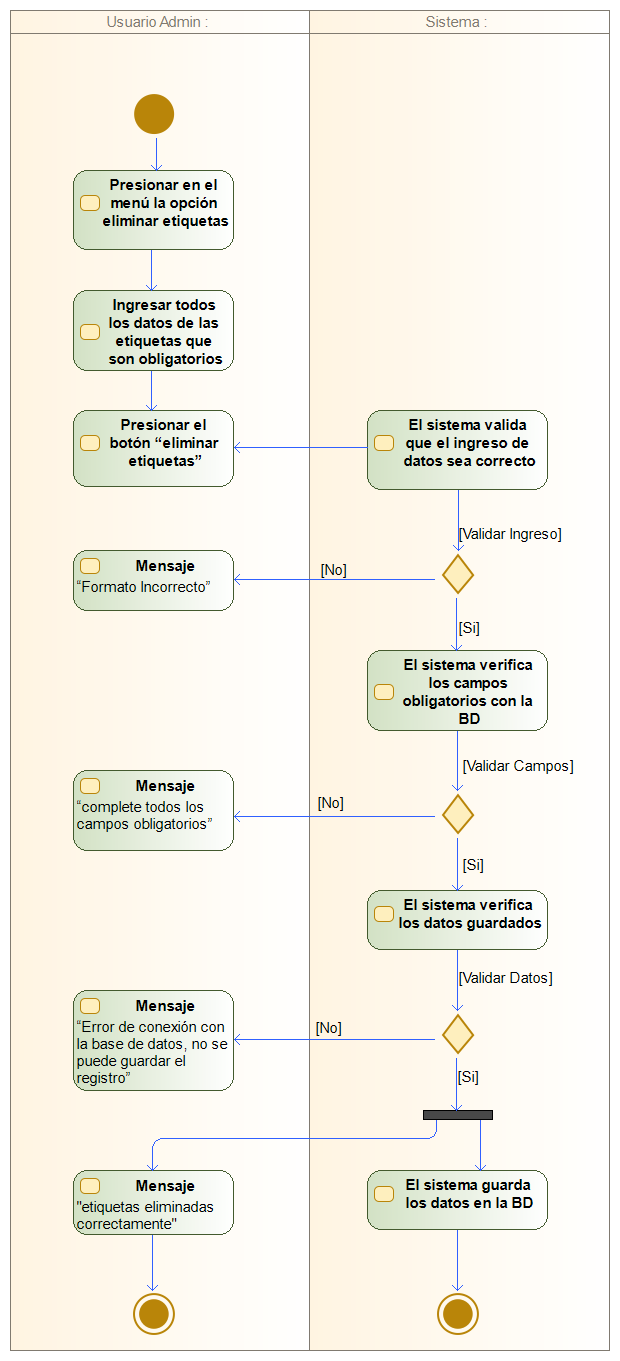 Usuario Admin :
Sistema :
Presionar en el
menú la opción
eliminar etiquetas
Ingresar todos
los datos de las
etiquetas que
son obligatorios
Presionar el
botón “eliminar
etiquetas”
El sistema valida
que el ingreso de
datos sea correcto
[Validar Ingreso]
Mensaje
“Formato Incorrecto”
[No]
[Si]
El sistema verifica
los campos
obligatorios con la
BD
[Validar Campos]
Mensaje
“complete todos los
campos obligatorios”
[No]
[Si]
El sistema verifica
los datos guardados
[Validar Datos]
Mensaje
“Error de conexión con
la base de datos, no se
puede guardar el
registro”
[No]
[Si]
Mensaje
"etiquetas eliminadas
correctamente"
El sistema guarda
los datos en la BD